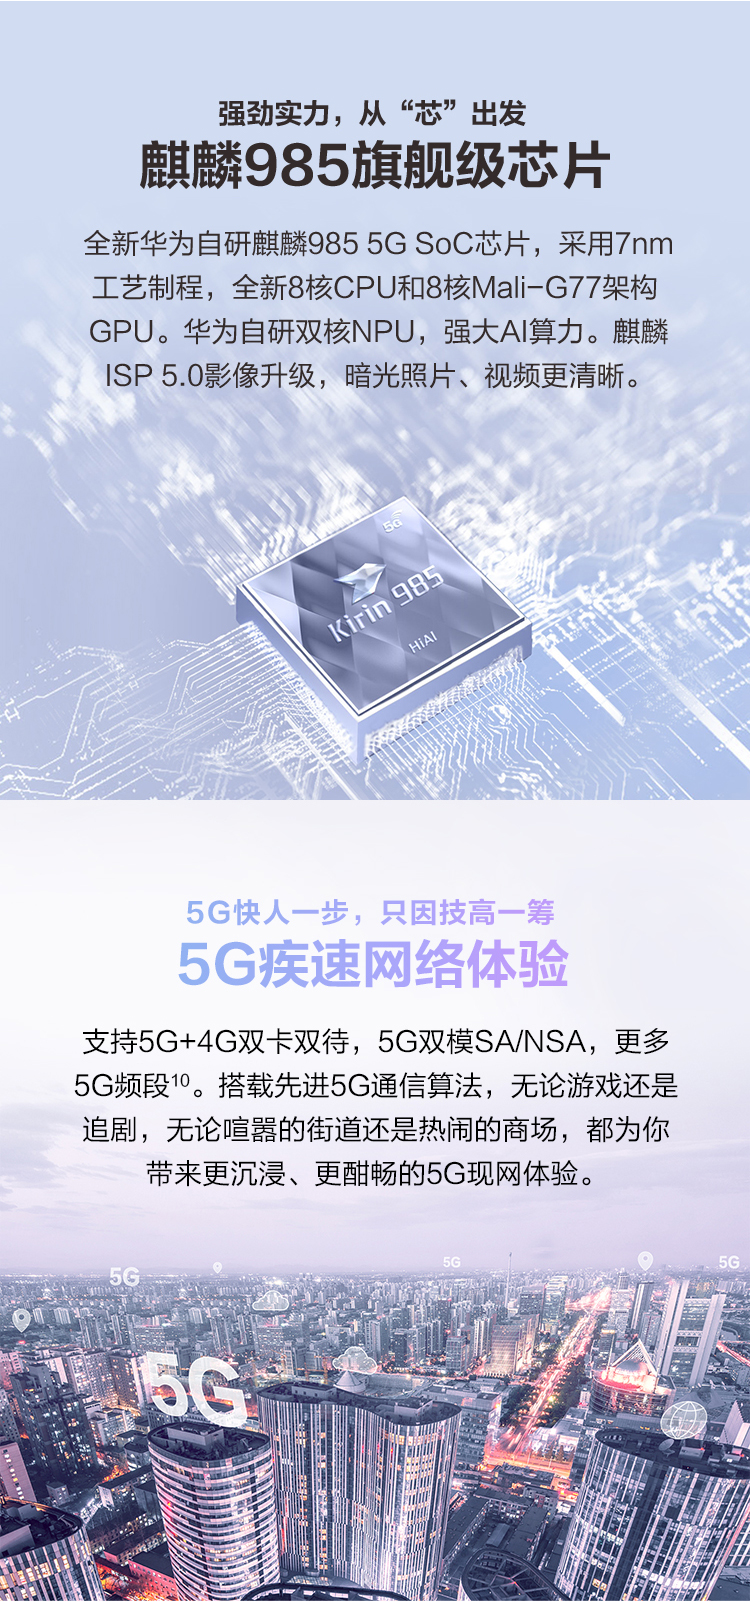 强劲实力，从“芯”出发
麒麟985旗舰级芯片
全新华为自研麒麟985 5G SoC芯片，采用7nm
工艺制程，全新8核CPU和8核Mali-G77架构
GPU。华为自研双核NPU，强大AI算力。麒麟
ISP 5.0影像升级，暗光照片、视频更清晰。
5G
Kirin 985
HiAI
5G快人一步，只因技高一筹
5G疾速网络体验
支持5G+4G双卡双待，5G双模SA/NSA，更多
5G频段10。搭载先进5G通信算法，无论游戏还是
追剧，无论喧嚣的街道还是热闹的商场，都为你
带来更沉浸、更酣畅的5G现网体验。
5G
5G
5G
5G